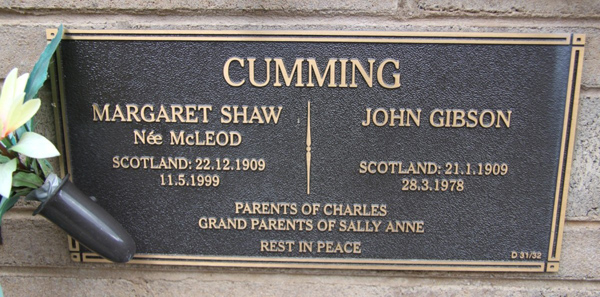 CUMMING
MARGARET SHAW
Née McLEOD
SCOTLAND: 22.12.1909
11.5.1999
JOHN GIBSON
SCOTLAND: 21.1.1909
28.3.1978
PARENTS OF CHARLES
GRAND PARENTS OF SALLY ANNE
REST IN PEACE
D 31/32